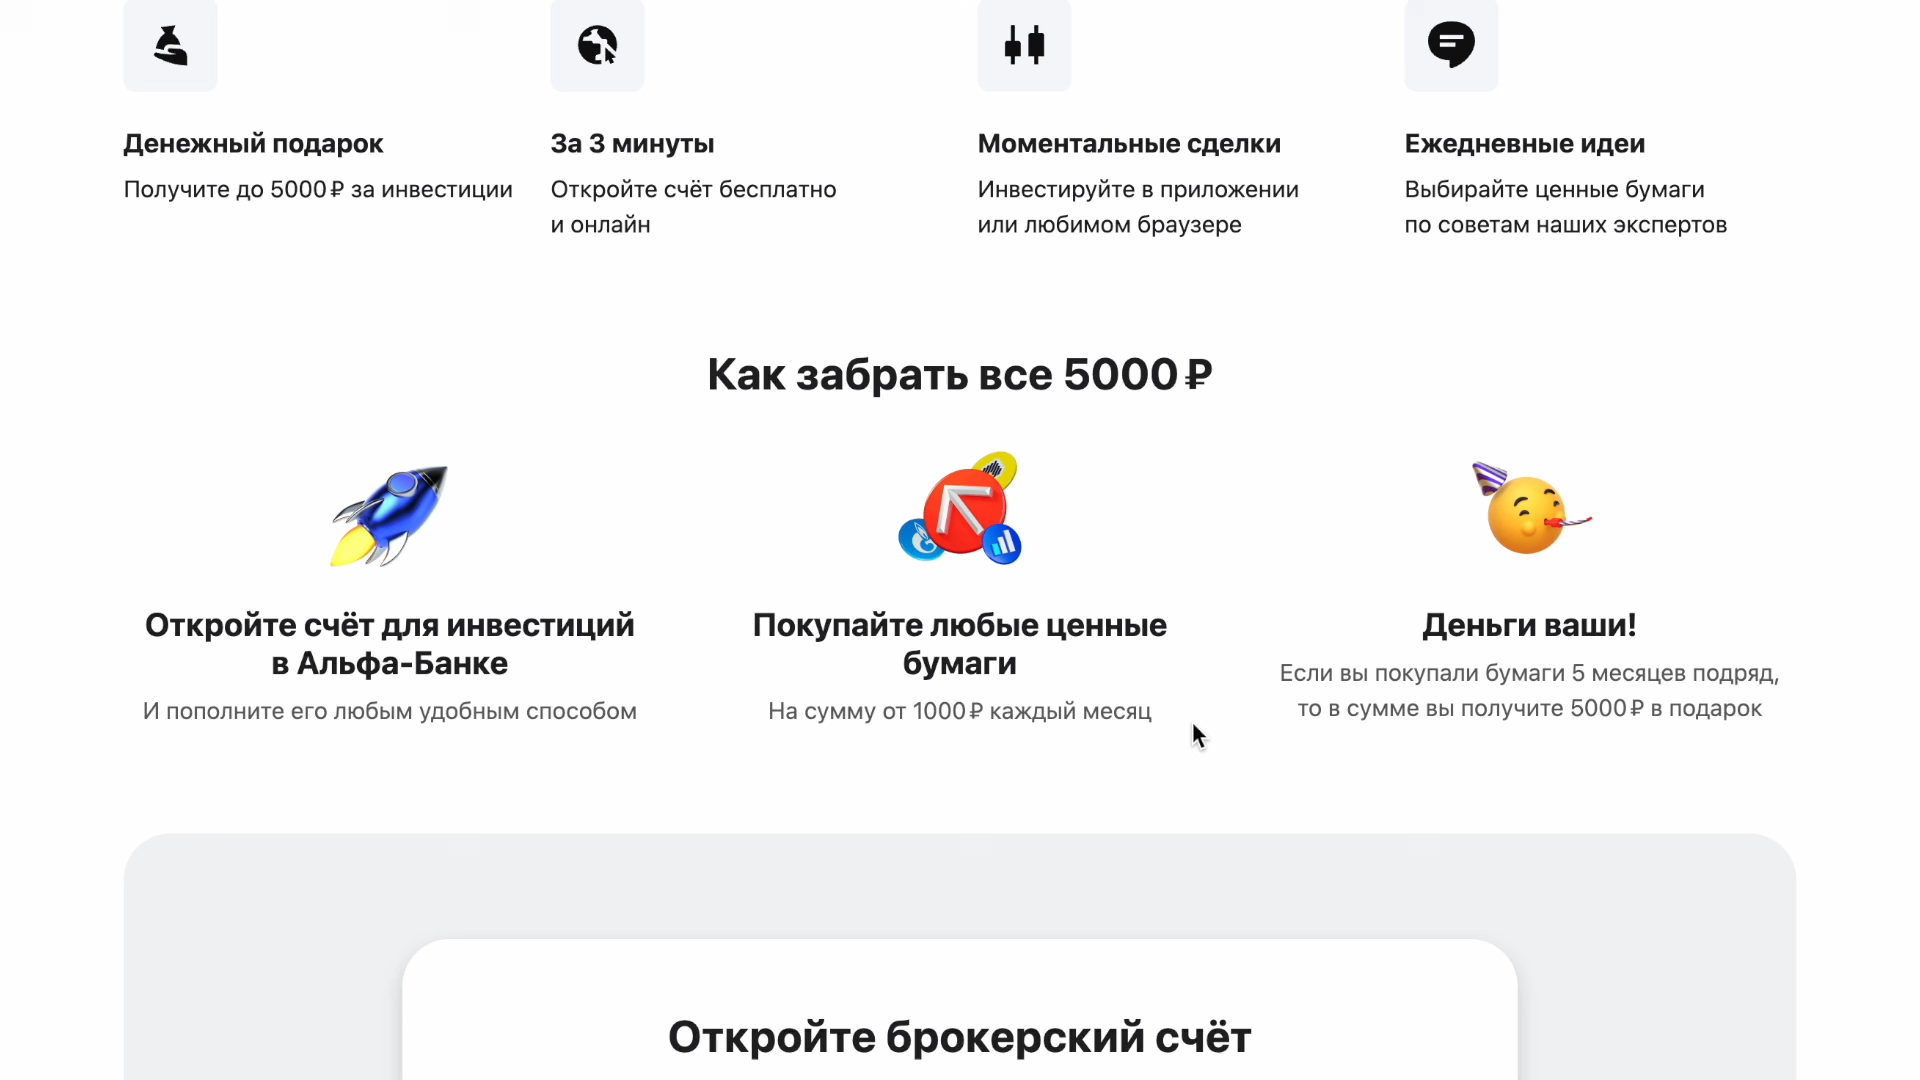 Денежный подарок
Получите до 5000 ₽ за инвестиции
За 3 минуты
Откройте счёт бесплатно
и онлайн
Моментальные сделки
Инвестируйте в приложении
или любимом браузере
Ежедневные идеи
Выбирайте ценные бумаги
по советам наших экспертов
Как забрать все 5000 ₽
Откройте счёт для инвестиций
в Альфа-Банке
И пополните его любым удобным способом
Покупайте любые ценные
бумаги
На сумму от 1000 ₽ каждый месяц
Деньги ваши!
Если вы покупали бумаги 5 месяцев подряд,
то в сумме вы получите 5000 ₽ в подарок
Откройте брокерский счёт